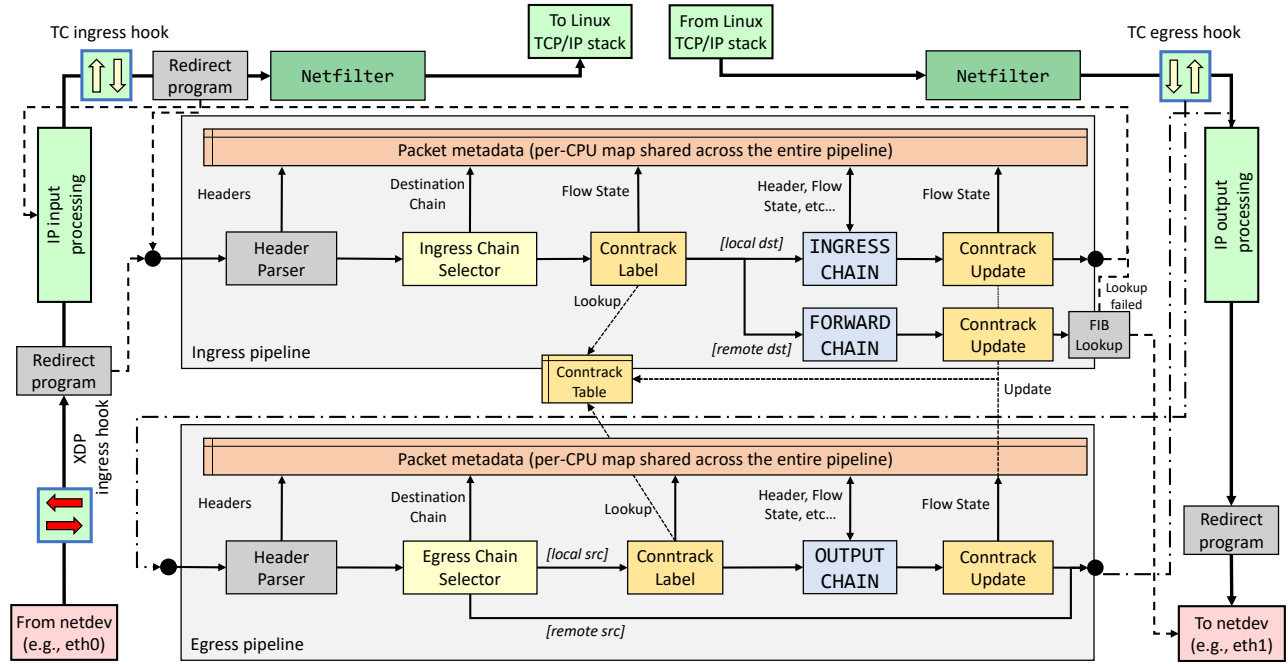 TC ingress hook
Redirect
program
Netfilter
To Linux
TCP/IP stack
From Linux
TCP/IP stack
Netfilter
TC egress hook
IP input
processing
IP output
processing
Packet metadata (per-CPU map shared across the entire pipeline)
Headers
Destination
Chain
Flow State
Header, Flow
State, etc...
Flow State
Header
Parser
Ingress Chain
Selector
Conntrack
Label
[local dst]
INGRESS
CHAIN
Conntrack
Update
Lookup
[remote dst]
FORWARD
CHAIN
Conntrack
Update
Lookup
failed
FIB
Lookup
Ingress pipeline
Redirect
program
Conntrack
Table
Update
XDP
ingress hook
Packet metadata (per-CPU map shared across the entire pipeline)
Headers
Destination
Chain
Lookup
Header, Flow
State, etc...
Flow State
Header
Parser
Egress Chain
Selector
[local src]
Conntrack
Label
OUTPUT
CHAIN
Conntrack
Update
[remote src]
Egress pipeline
Redirect
program
From netdev
(e.g., eth0)
To netdev
(e.g., eth1)